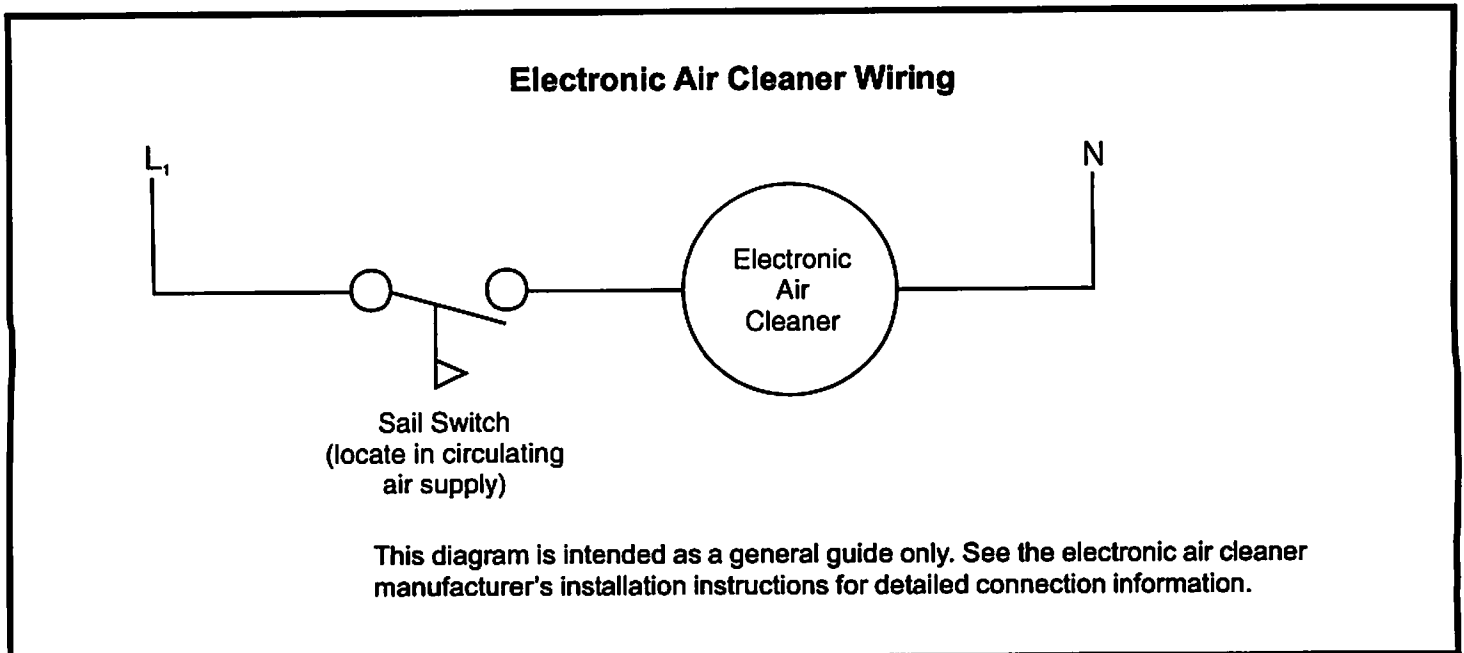 Electronic Air Cleaner Wiring
L₁
N
Electronic
Air
Cleaner
Sail Switch
(locate in circulating
air supply)
This diagram is intended as a general guide only. See the electronic air cleaner
manufacturer's installation instructions for detailed connection information.